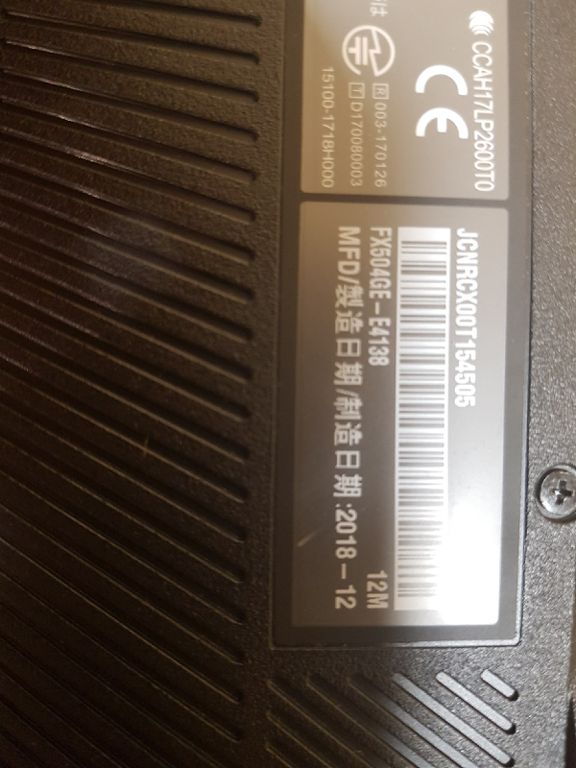 CCAH17LP2600T0
CE
は
R 003-170126
T D170080003
15100-1718H000
JCNRCX00T154505
FX504GE-E4138 12M
MFD/製造日期/制造日期:2018-12